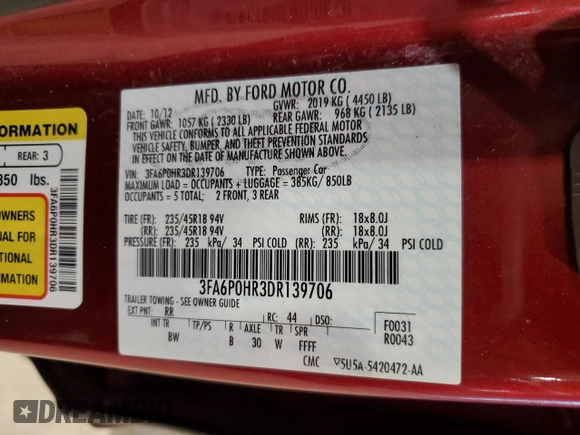 MFD. BY FORD MOTOR CO.
DATE: 10/12 GVWR: 2019 KG ( 4450 LB)
FRONT GAWR: 1057 KG ( 2330 LB) REAR GAWR: 968 KG ( 2135 LB)
THIS VEHICLE CONFORMS TO ALL APPLICABLE FEDERAL MOTOR
VEHICLE SAFETY, BUMPER, AND THEFT PREVENTION STANDARDS
IN EFFECT ON THE DATE OF MANUFACTURE SHOWN ABOVE.
VIN: 3FA6P0HR3DR139706 TYPE: Passenger Car
MAXIMUM LOAD = OCCUPANTS + LUGGAGE = 385KG/ 850LB
OCCUPANTS = 5 TOTAL; 2 FRONT, 3 REAR
TIRE (FR): 235/45R18 94V RIMS (FR): 18x8.0J
(RR): 235/45R18 94V (RR): 18x8.0J
PRESSURE (FR): 235 kPa/ 34 PSI COLD (RR): 235 kPa/ 34 PSI COLD
3FA6P0HR3DR139706
TRAILER TOWING - SEE OWNER GUIDE
EXT PNT: RR RC: 44 DSO:
INT TR TP/PS R AXLE TR SPR
BW B 30 W FFFF
F0031
R0043
CMC 5U5A-5420472-AA
FORMATION
REAR: 3
850 lbs.
OWNERS
UAL FOR
TIONAL
RMATION
3FA6P0HR3DR139706
DREAMBID